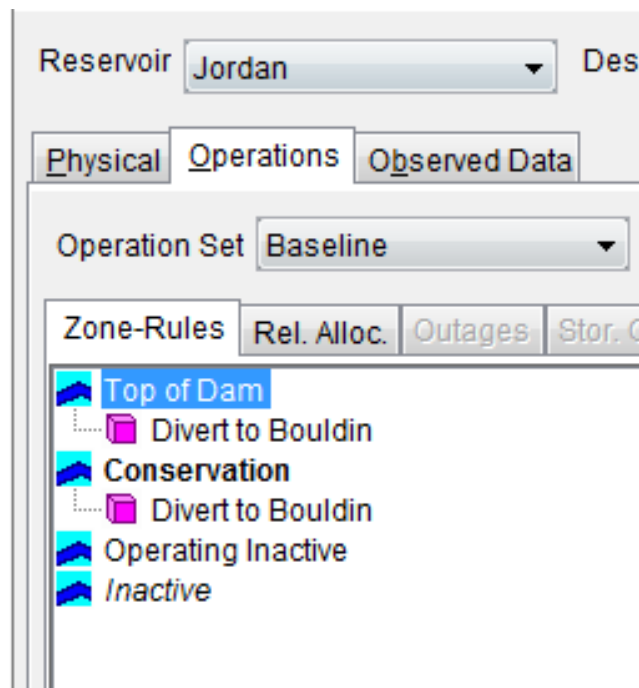 Reservoir Jordan Des
Physical Operations Observed Data
Operation Set Baseline
Zone-Rules Rel. Alloc. Outages Stor.
Top of Dam
Divert to Bouldin
Conservation
Divert to Bouldin
Operating Inactive
Inactive